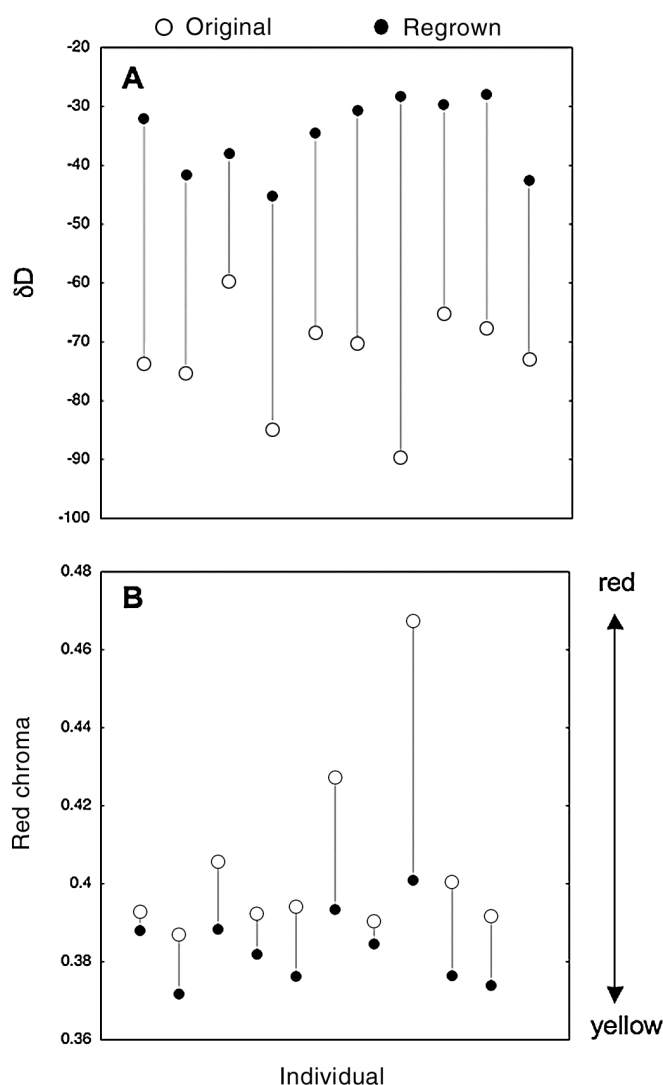 Original Regrown
A
-20
-30
-40
-50
-60
-70
-80
-90
-100
δD
B
0.48
0.46
0.44
0.42
0.4
0.38
0.36
Red chroma
red
yellow
Individual